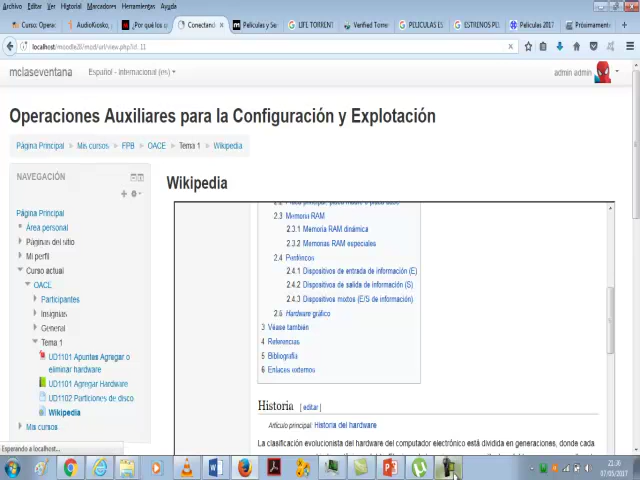 Archivo Editar Ver Historial Marcadores Herramientas Ayuda
Curso: Opera: AudioKiosko, ¿Por qué los c Conectand Películas y Se LIFE TORRENT Verified Torre PELICULAS ES ESTRENOS PE Películas 2017 Próximament
localhost/moodle28/mod/url/view.php?id: 11
mclaseventana Español - Internacional (es) admin admin
Operaciones Auxiliares para la Configuración y Explotación
Página Principal Mis cursos FPB OACE Tema 1 Wikipedia
NAVEGACIÓN
Página Principal
Área personal
Páginas del sitio
Mi perfil
Curso actual
OACE
Participantes
Insignias
General
Tema 1
UD1101 Apuntes Agregar o
eliminar hardware
UD1101 Agregar Hardware
UD1102 Particiones de disco
Wikipedia
Mis cursos
Wikipedia
2.3 Memoria RAM
2.3.1 Memoria RAM dinámica
2.3.2 Memorias RAM especiales
2.4 Periféricos
2.4.1 Dispositivos de entrada de información (E)
2.4.2 Dispositivos de salida de información (S)
2.4.3 Dispositivos mixtos (E/S de información)
2.5 Hardware gráfico
3 Véase también
4 Referencias
5 Bibliografía
6 Enlaces externos
Historia [ editar ]
Artículo principal: Historia del hardware
La clasificación evolucionista del hardware del computador electrónico está dividida en generaciones, donde cada
Esperando a localhost...
21:30
07/05/2017